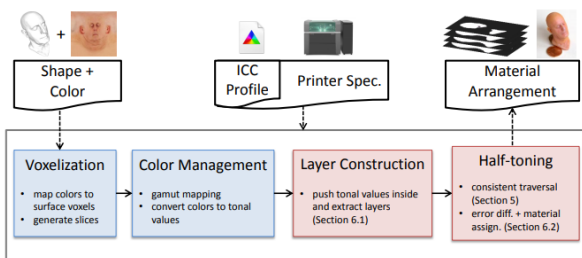 Shape +
Color
ICC
Profile
Printer Spec.
Material
Arrangement
Voxelization
• map colors to
surface voxels
• generate slices
Color Management
• gamut mapping
• convert colors to tonal
values
Layer Construction
• push tonal values inside
and extract layers
(Section 6.1)
Half-toning
• consistent traversal
(Section 5)
• error diff. + material
assign. (Section 6.2)